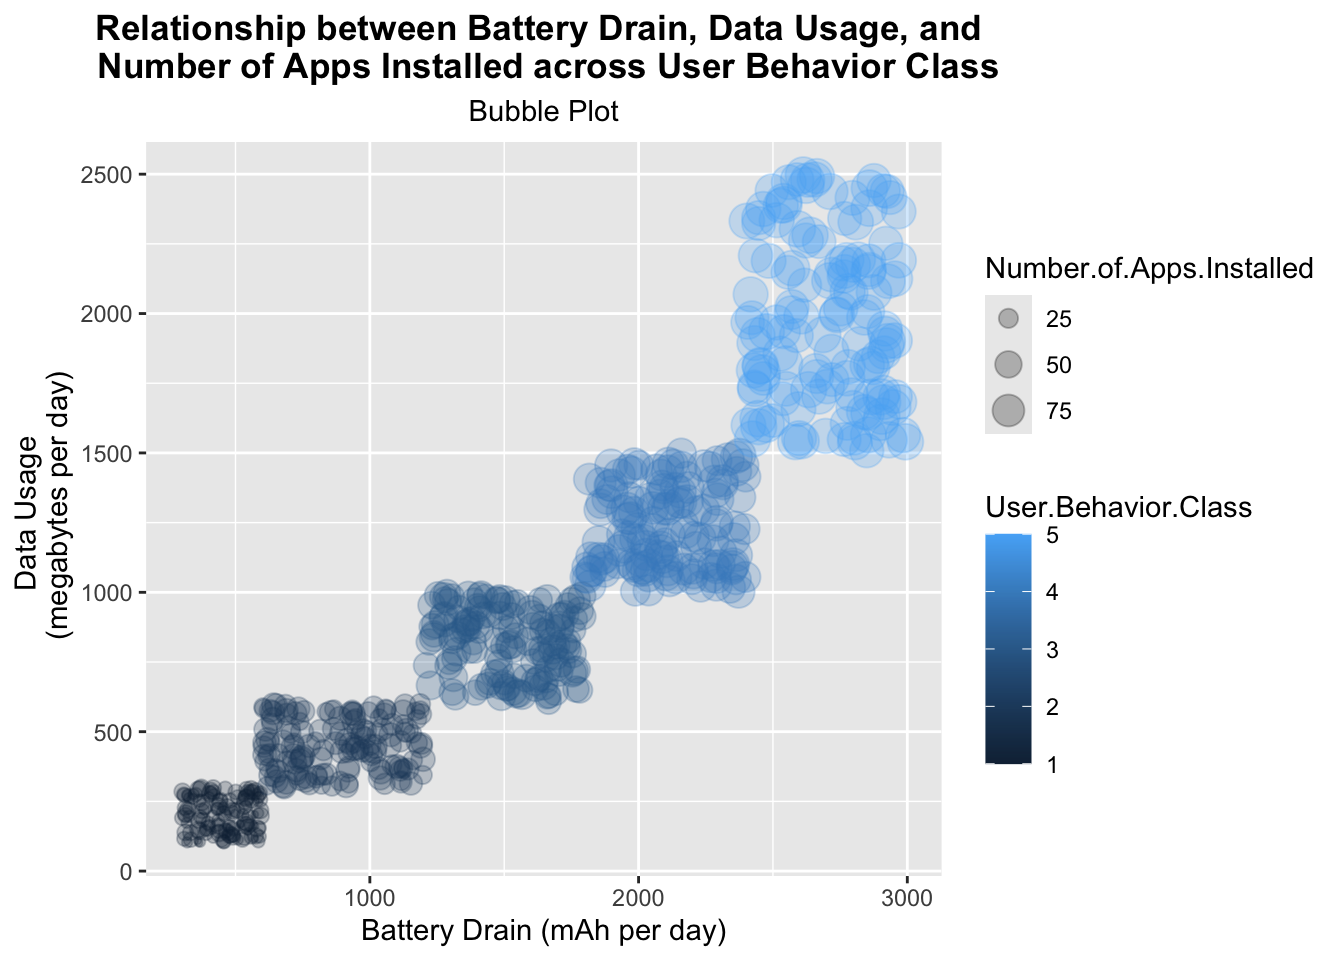 Relationship between Battery Drain, Data Usage, and
Number of Apps Installed across User Behavior Class
Bubble Plot
Data Usage
(megabytes per day)
2500
2000
1500
1000
500
0
1000
2000
3000
Battery Drain (mAh per day)
Number.of.Apps.Installed
25
50
75
User.Behavior.Class
5
4
3
2
1